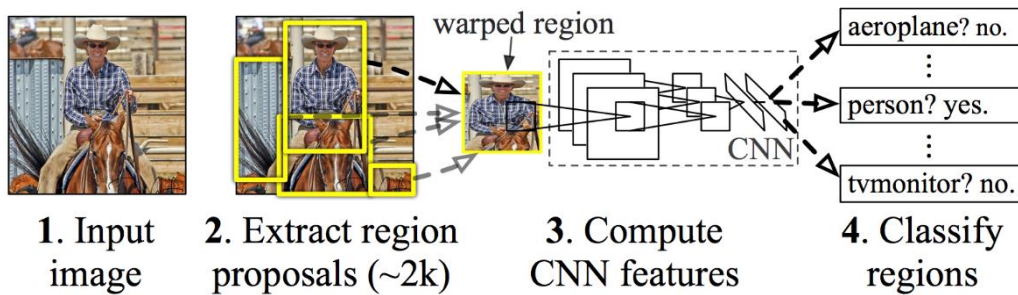 warped region
aeroplane? no.
⋮
person? yes.
⋮
tvmonitor? no.
CNN
1. Input
image
2. Extract region
proposals (~2k)
3. Compute
CNN features
4. Classify
regions